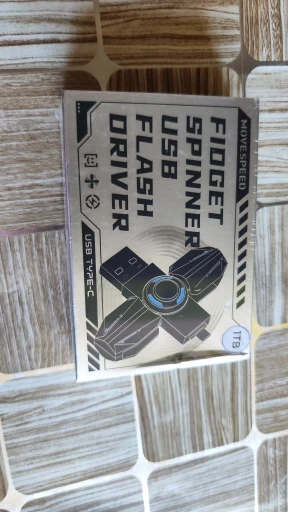 MOVESPEED
FIDGET
SPINNER
USB
FLASH
DRIVER
USB TYPE-C
1TB